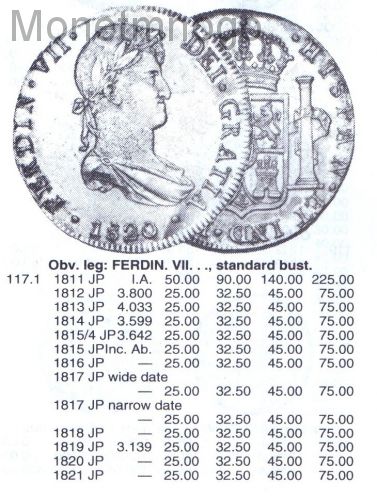 Monetmnogo
FERDIN · VII · DEI · GRATIA
· 1820 ·
· HISPAN · ET IND ·
Obv. leg: FERDIN. VII. . ., standard bust.
117.1 1811 JP I.A. 50.00 90.00 140.00 225.00
1812 JP 3.800 25.00 32.50 45.00 75.00
1813 JP 4.033 25.00 32.50 45.00 75.00
1814 JP 3.599 25.00 32.50 45.00 75.00
1815/4 JP 3.642 25.00 32.50 45.00 75.00
1815 JP Inc. Ab. 25.00 32.50 45.00 75.00
1816 JP — 25.00 32.50 45.00 75.00
1817 JP wide date
— 25.00 32.50 45.00 75.00
1817 JP narrow date
— 25.00 32.50 45.00 75.00
1818 JP — 25.00 32.50 45.00 75.00
1819 JP 3.139 25.00 32.50 45.00 75.00
1820 JP — 25.00 32.50 45.00 75.00
1821 JP — 25.00 32.50 45.00 75.00